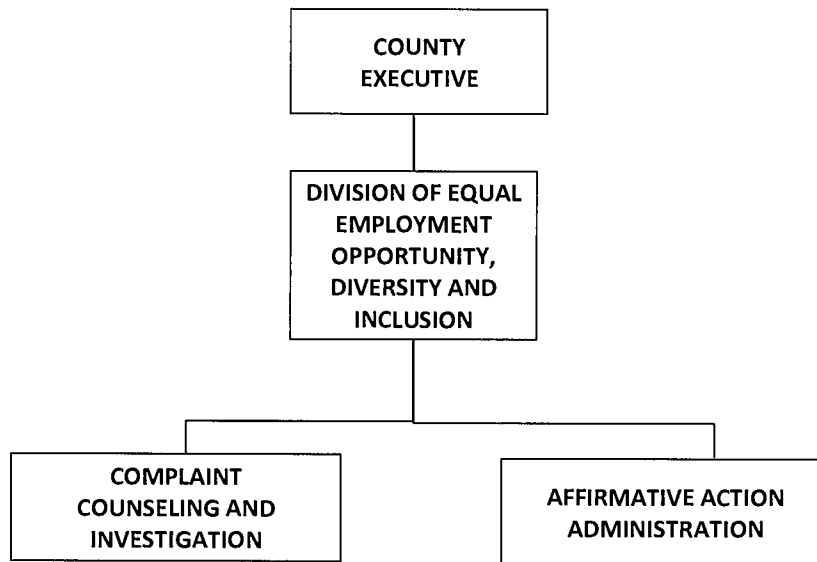 COUNTY
EXECUTIVE
DIVISION OF EQUAL
EMPLOYMENT
OPPORTUNITY,
DIVERSITY AND
INCLUSION
COMPLAINT
COUNSELING AND
INVESTIGATION
AFFIRMATIVE ACTION
ADMINISTRATION